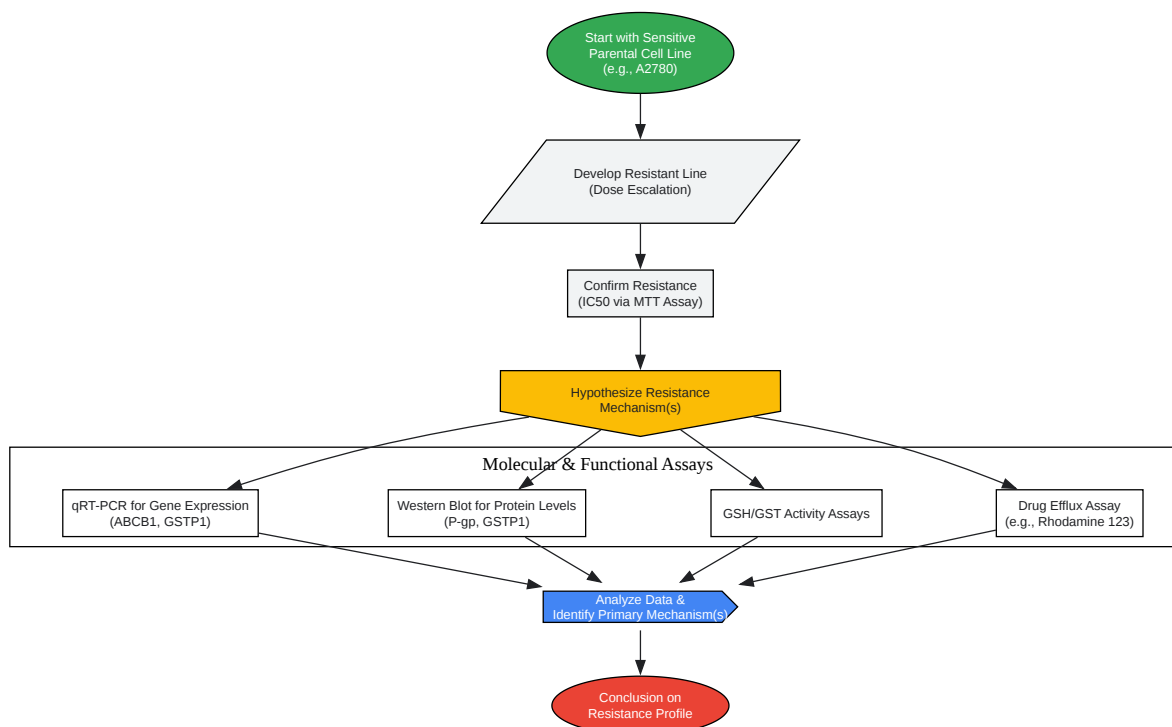 Start with Sensitive
Parental Cell Line
(e.g., A2780)
Develop Resistant Line
(Dose Escalation)
Confirm Resistance
(IC50 via MTT Assay)
Hypothesize Resistance
Mechanism(s)
Molecular & Functional Assays
qRT-PCR for Gene Expression
(ABCB1, GSTP1)
Western Blot for Protein Levels
(P-gp, GSTP1)
GSH/GST Activity Assays
Drug Efflux Assay
(e.g., Rhodamine 123)
Analyze Data &
Identify Primary Mechanism(s)
Conclusion on
Resistance Profile